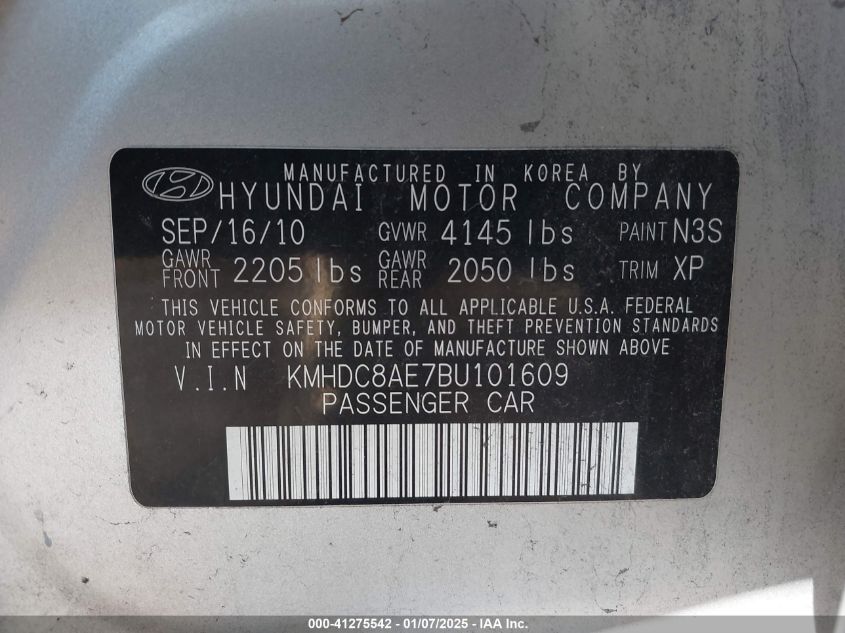 MANUFACTURED IN KOREA BY
HYUNDAI MOTOR COMPANY
SEP/16/10 GVWR 4145 lbs PAINT N3S
GAWR FRONT 2205 lbs GAWR REAR 2050 lbs TRIM XP
THIS VEHICLE CONFORMS TO ALL APPLICABLE U.S.A. FEDERAL
MOTOR VEHICLE SAFETY, BUMPER, AND THEFT PREVENTION STANDARDS
IN EFFECT ON THE DATE OF MANUFACTURE SHOWN ABOVE
V.I.N KMHDC8AE7BU101609
PASSENGER CAR
000-41275542 - 01/07/2025 - IAAI.COM